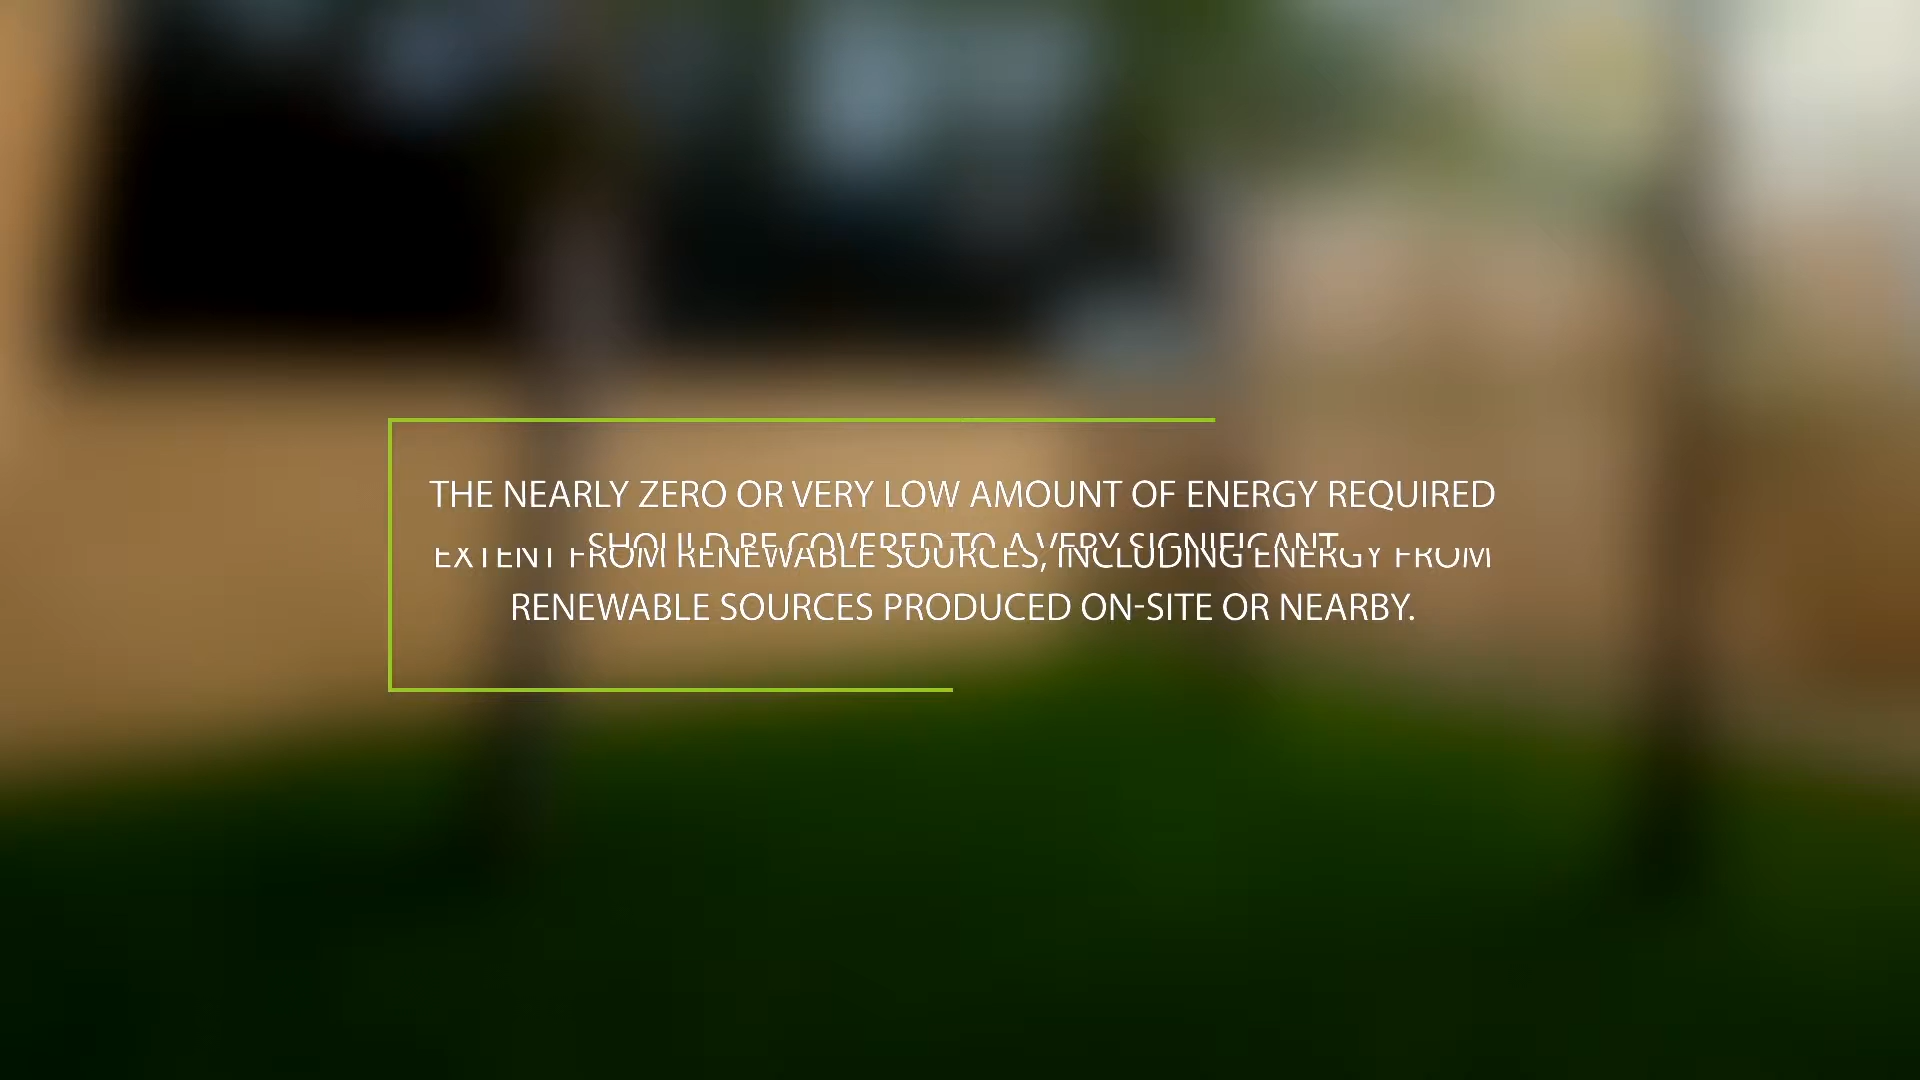 THE NEARLY ZERO OR VERY LOW AMOUNT OF ENERGY REQUIRED
SHOULD BE COVERED TO A VERY SIGNIFICANT
EXTENT FROM RENEWABLE SOURCES, INCLUDING ENERGY FROM
RENEWABLE SOURCES PRODUCED ON-SITE OR NEARBY.